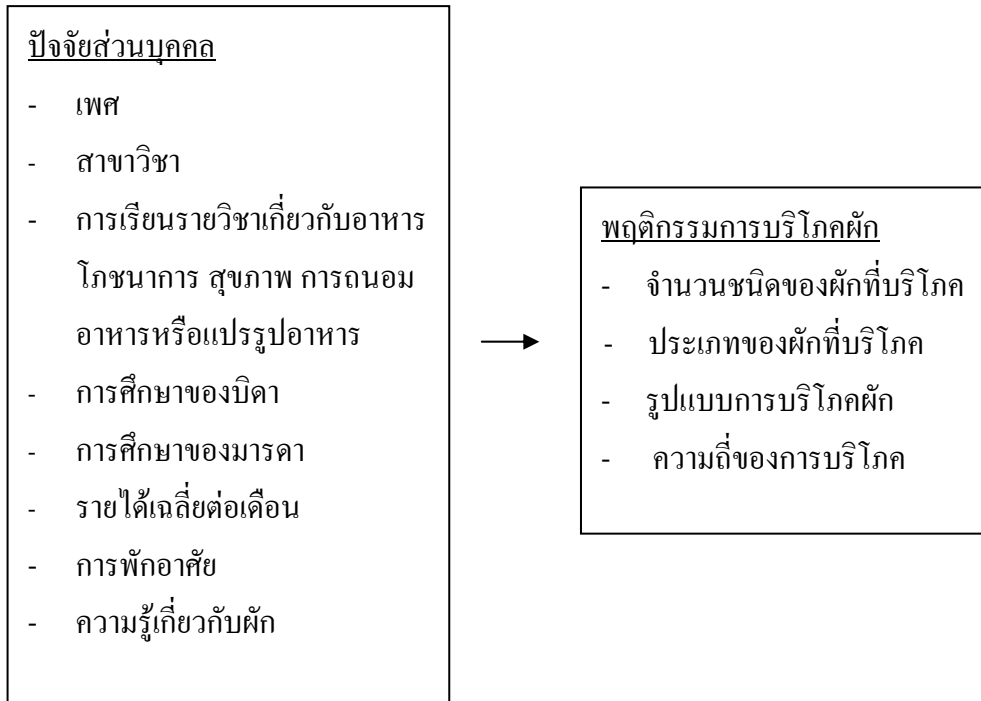 ปัจจัยส่วนบุคคล
- เพศ
- สาขาวิชา
- การเรียนรายวิชาเกี่ยวกับอาหาร
โภชนาการ สุขภาพ การถนอม
อาหารหรือแปรรูปอาหาร
- การศึกษาของบิดา
- การศึกษาของมารดา
- รายได้เฉลี่ยต่อเดือน
- การพักอาศัย
- ความรู้เกี่ยวกับผัก
พฤติกรรมการบริโภคผัก
- จำนวนชนิดของผักที่บริโภค
- ประเภทของผักที่บริโภค
- รูปแบบการบริโภคผัก
- ความถี่ของการบริโภค